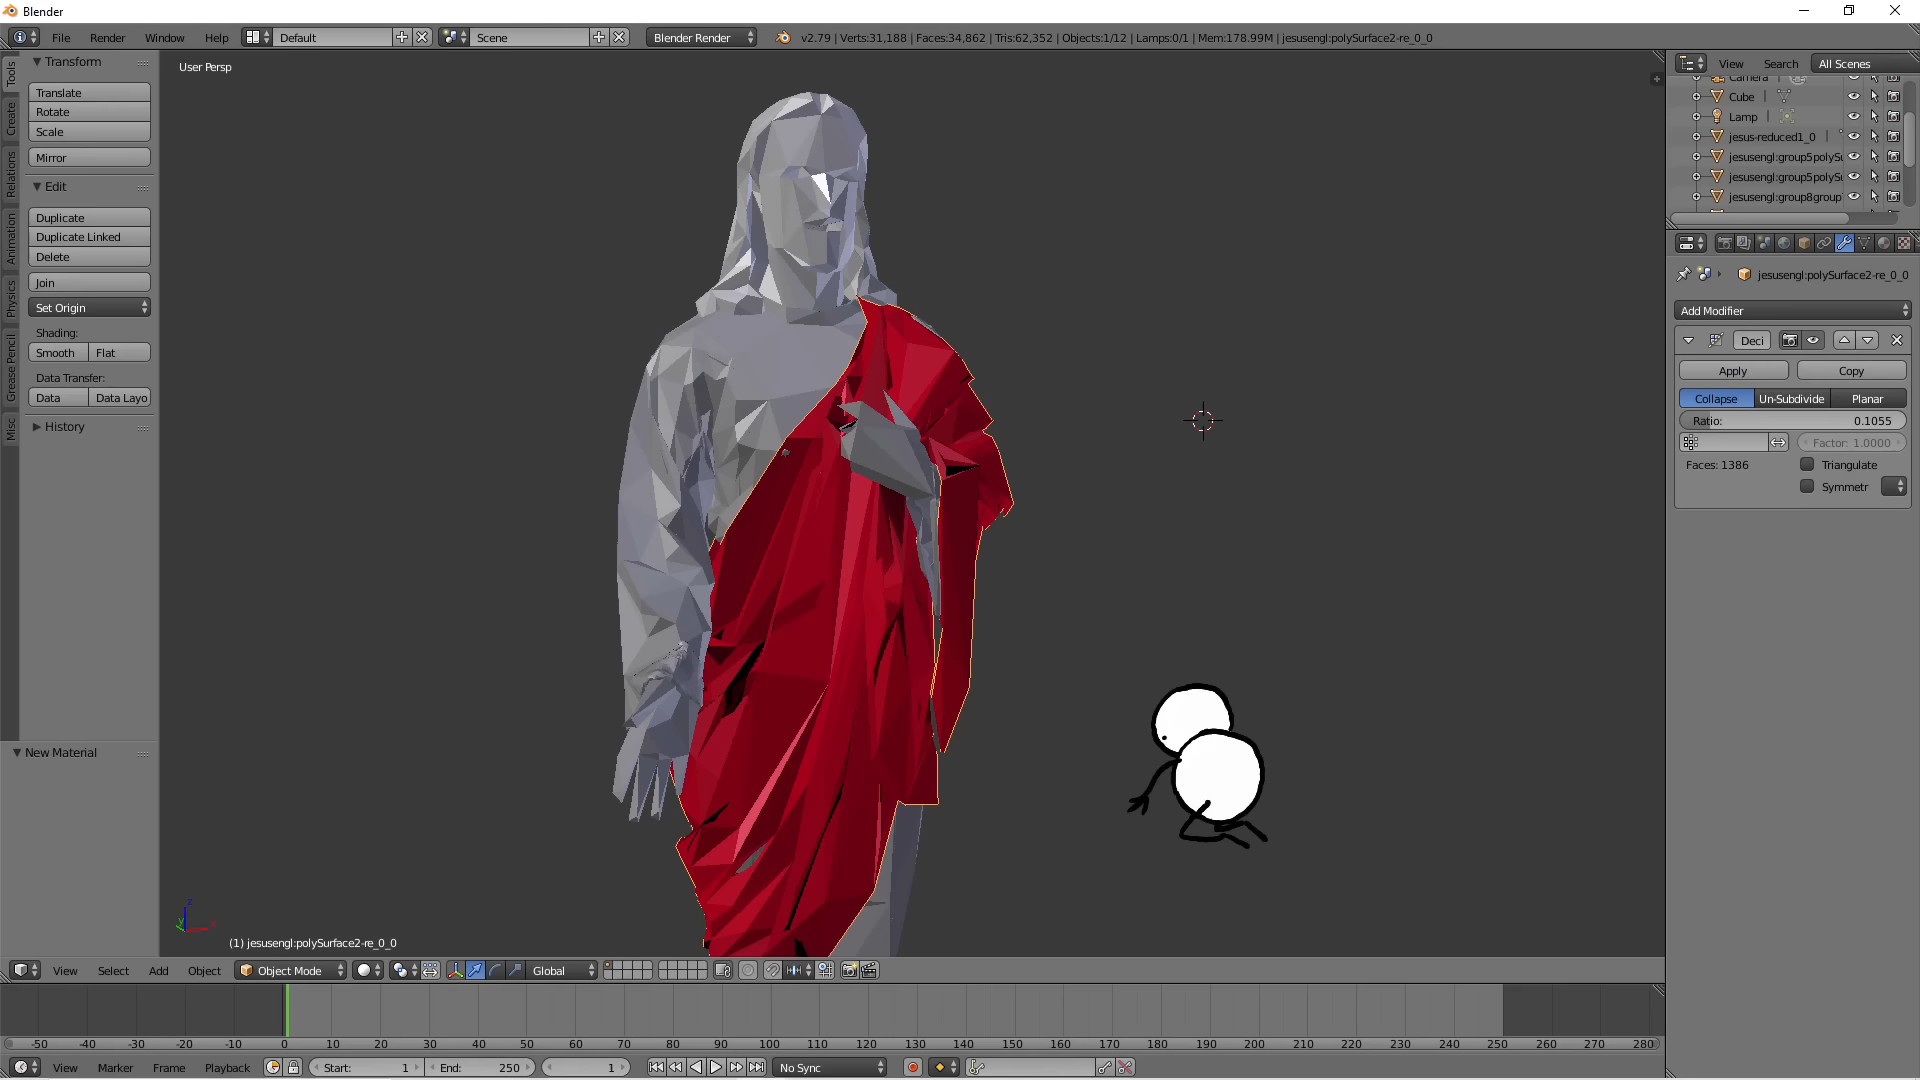 Blender
File Render Window Help Default Scene Blender Render v2.79 | Verts:31,188 | Faces:34,862 | Tris:62,352 | Objects:1/12 | Lamps:0/1 | Mem:178.99M | jesusengl:polySurface2-re_0_0
Tools
Create
Relations
Animation
Physics
Grease Pencil
Misc.
Transform
Translate
Rotate
Scale
Mirror
Edit
Duplicate
Duplicate Linked
Delete
Join
Set Origin
Shading:
Smooth Flat
Data Transfer:
Data Data Layo
History
New Material
User Persp
(1) jesusengl:polySurface2-re_0_0
View Search All Scenes
Camera
Cube
Lamp
jesus-reduced1_0
jesusengl:group5polySu
jesusengl:group5polySu
jesusengl:group8group
jesusengl:polySurface2-re_0_0
Add Modifier
Deci
Apply Copy
Collapse Un-Subdivide Planar
Ratio: 0.1055
Factor: 1.0000
Faces: 1386 Triangulate
Symmetr
View Select Add Object Object Mode Global
-50 -40 -30 -20 -10 0 10 20 30 40 50 60 70 80 90 100 110 120 130 140 150 160 170 180 190 200 210 220 230 240 250 260 270 280
View Marker Frame Playback Start: 1 End: 250 1 No Sync